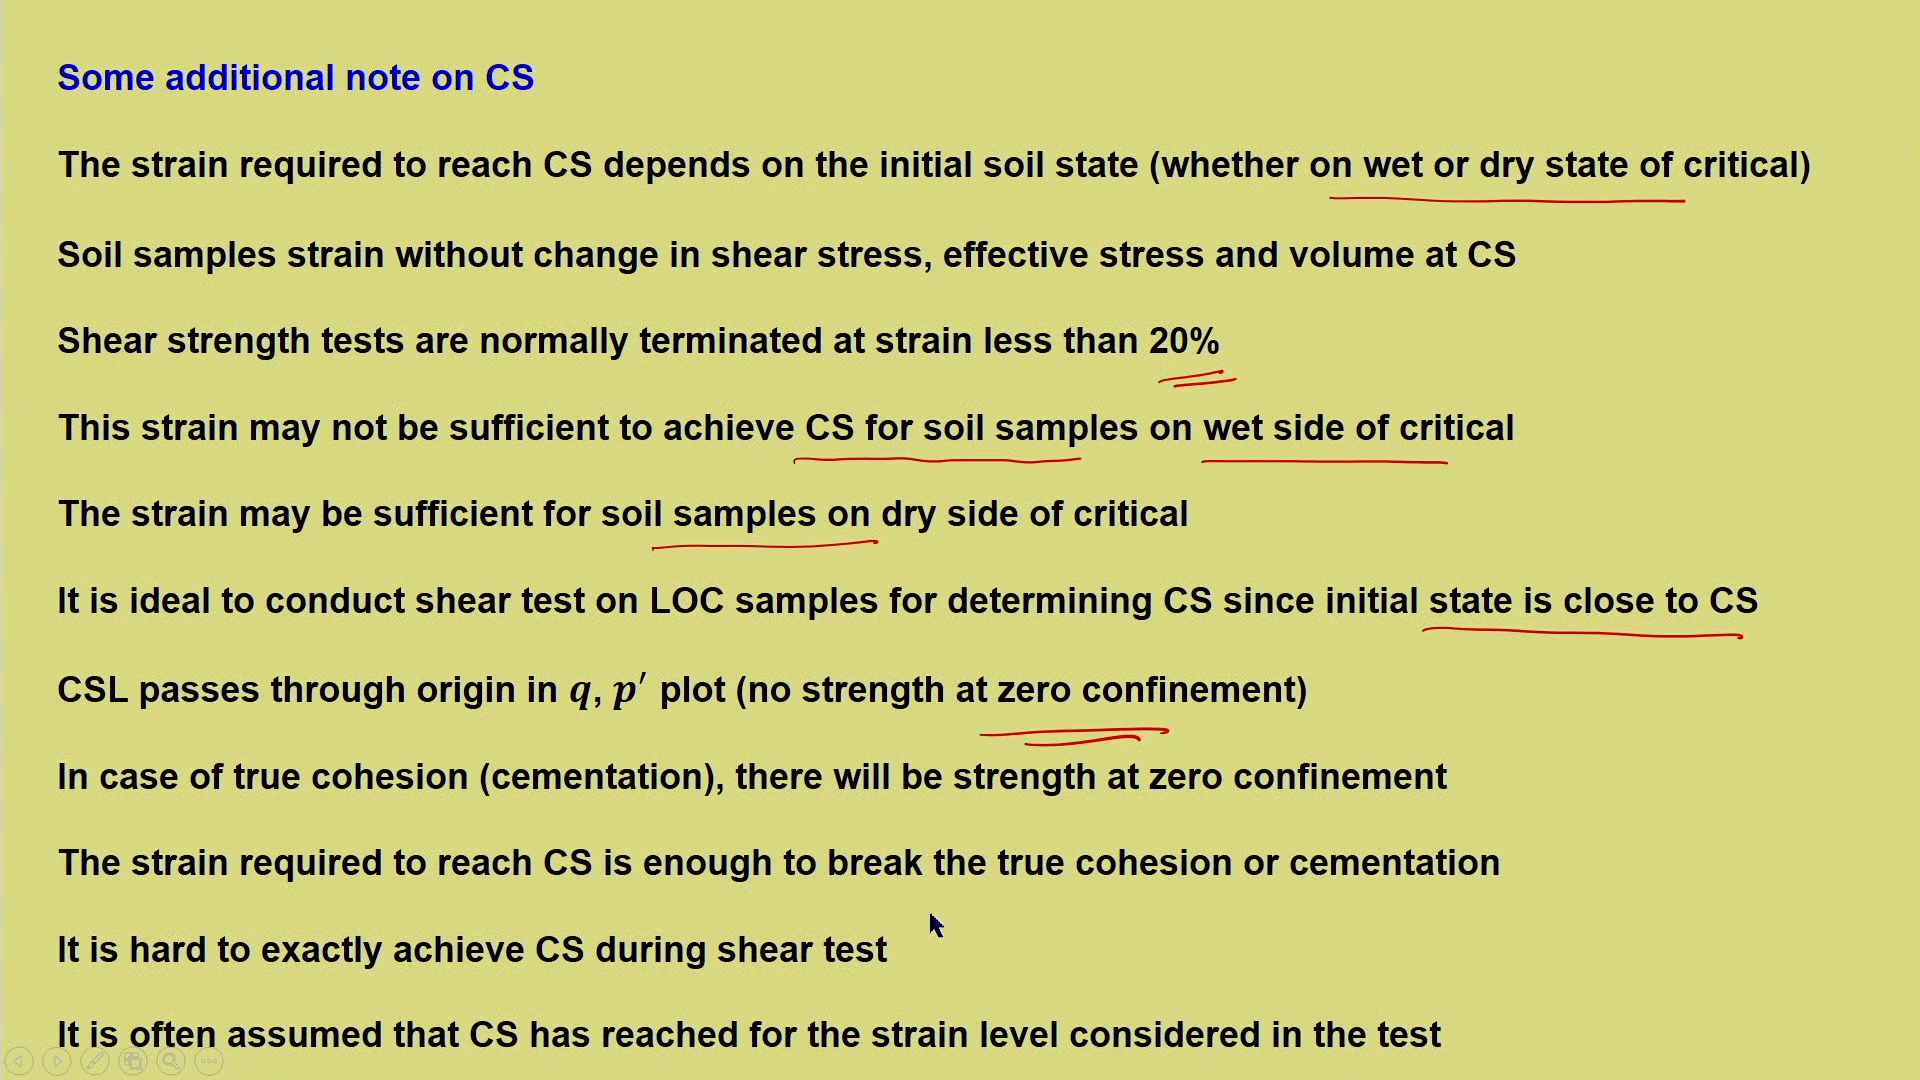 Some additional note on CS
The strain required to reach CS depends on the initial soil state (whether on wet or dry state of critical)
Soil samples strain without change in shear stress, effective stress and volume at CS
Shear strength tests are normally terminated at strain less than 20%
This strain may not be sufficient to achieve CS for soil samples on wet side of critical
The strain may be sufficient for soil samples on dry side of critical
It is ideal to conduct shear test on LOC samples for determining CS since initial state is close to CS
CSL passes through origin in q, p′ plot (no strength at zero confinement)
In case of true cohesion (cementation), there will be strength at zero confinement
The strain required to reach CS is enough to break the true cohesion or cementation
It is hard to exactly achieve CS during shear test
It is often assumed that CS has reached for the strain level considered in the test